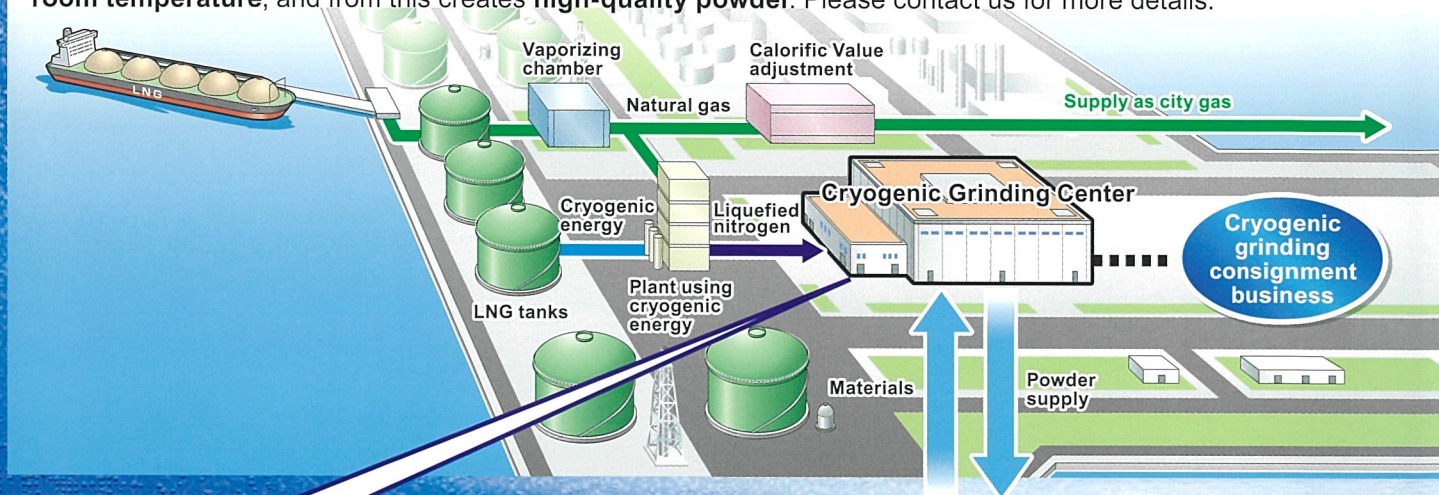 room temperature, and from this creates high-quality powder. Please contact us for more details.
LNG
Vaporizing
chamber
Natural gas
Calorific Value
adjustment
Supply as city gas
Cryogenic Grinding Center
Cryogenic
energy
Liquefied
nitrogen
Cryogenic
grinding
consignment
business
LNG tanks
Plant using
cryogenic
energy
Materials
Powder
supply